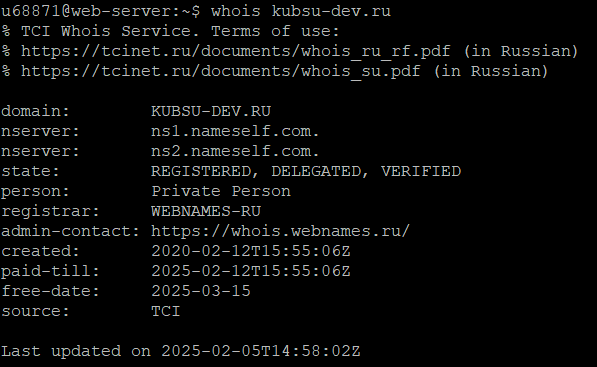 u68871@web-server:~$ whois kubsu-dev.ru
% TCI Whois Service. Terms of use:
% https://tcinet.ru/documents/whois_ru_rf.pdf (in Russian)
% https://tcinet.ru/documents/whois_su.pdf (in Russian)

domain:        KUBSU-DEV.RU
nserver:       ns1.nameself.com.
nserver:       ns2.nameself.com.
state:         REGISTERED, DELEGATED, VERIFIED
person:        Private Person
registrar:     WEBNAMES-RU
admin-contact: https://whois.webnames.ru/
created:       2020-02-12T15:55:06Z
paid-till:     2025-02-12T15:55:06Z
free-date:     2025-03-15
source:        TCI

Last updated on 2025-02-05T14:58:02Z